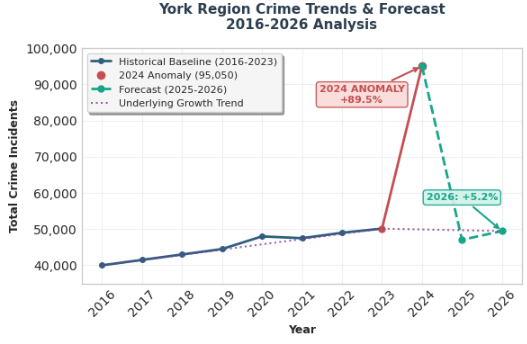 York Region Crime Trends & Forecast
2016-2026 Analysis
100,000
90,000
80,000
70,000
60,000
50,000
40,000
Total Crime Incidents
Historical Baseline (2016-2023)
2024 Anomaly (95,050)
Forecast (2025-2026)
Underlying Growth Trend
2024 ANOMALY
+89.5%
2026: +5.2%
2016
2017
2018
2019
2020
2021
2022
2023
2024
2025
2026
Year